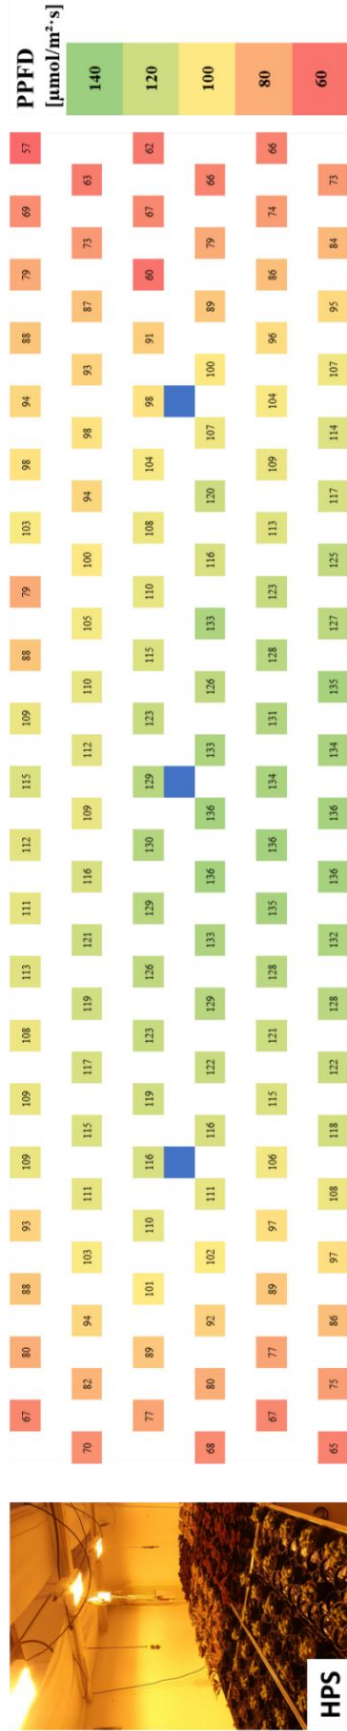 HPS
67 80 88 93 109 109 108 113 111 112 115 109 88 79 103 98 94 88 79 69 57
70 82 94 103 111 115 117 119 121 116 109 112 110 105 100 94 98 93 87 73 63
77 89 101 110 116 119 123 126 129 130 129 123 115 110 108 104 98 91 60 67 62
68 80 92 102 111 116 122 129 133 136 136 133 126 133 116 120 107 100 89 79 66
67 77 89 97 106 115 121 128 135 136 134 131 128 123 113 109 104 96 86 74 66
65 75 86 97 108 118 122 128 132 136 136 134 135 127 125 117 114 107 95 84 73
PPFD
[µmol/m²·s]
140
120
100
80
60